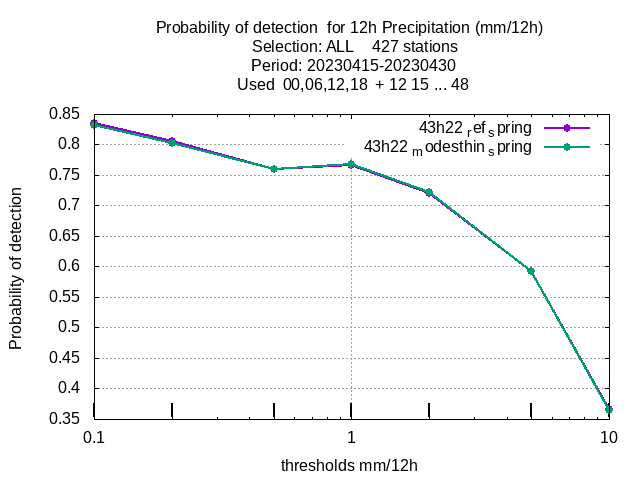 Probability of detection  for 12h Precipitation (mm/12h)
Selection: ALL    427 stations
Period: 20230415-20230430
Used  00,06,12,18  + 12 15 ... 48
0.85
43h22 ref spring
0.8
43h22 modesthin spring
0.75
0.7
0.65
0.6
0.55
0.5
0.45
0.4
0.35
Probability of detection
0.1
1
10
thresholds mm/12h